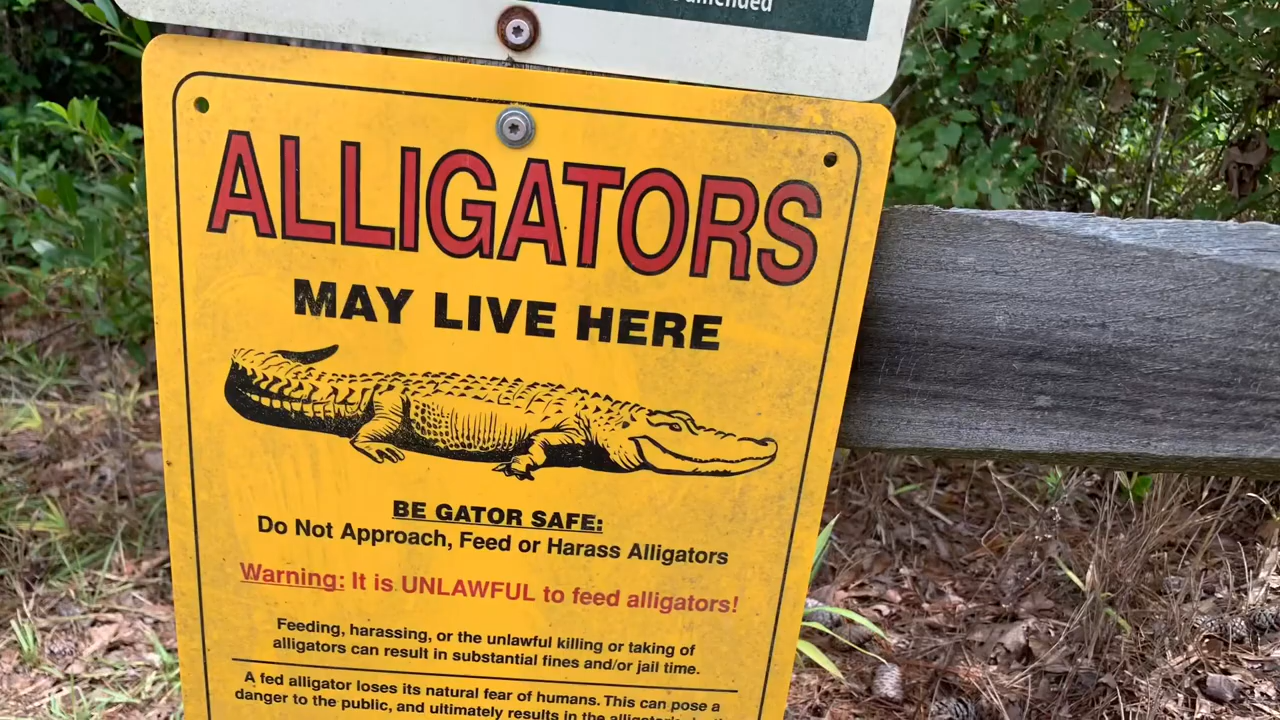 amended
ALLIGATORS
MAY LIVE HERE
BE GATOR SAFE:
Do Not Approach, Feed or Harass Alligators
Warning: It is UNLAWFUL to feed alligators!
Feeding, harassing, or the unlawful killing or taking of
alligators can result in substantial fines and/or jail time.
A fed alligator loses its natural fear of humans. This can pose a
danger to the public, and ultimately results in the